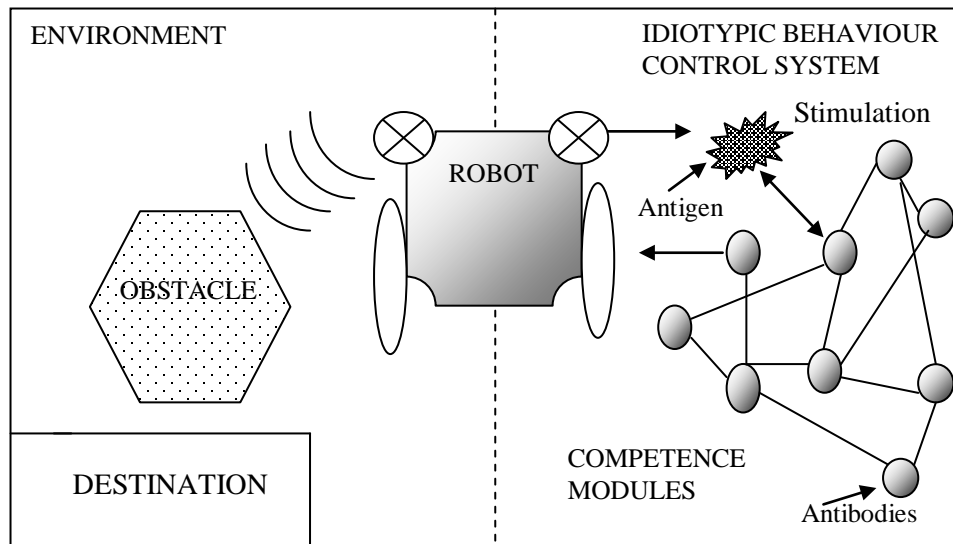 ENVIRONMENT
IDIOTYPIC BEHAVIOUR
CONTROL SYSTEM
Stimulation
ROBOT
Antigen
OBSTACLE
COMPETENCE
MODULES
DESTINATION
Antibodies